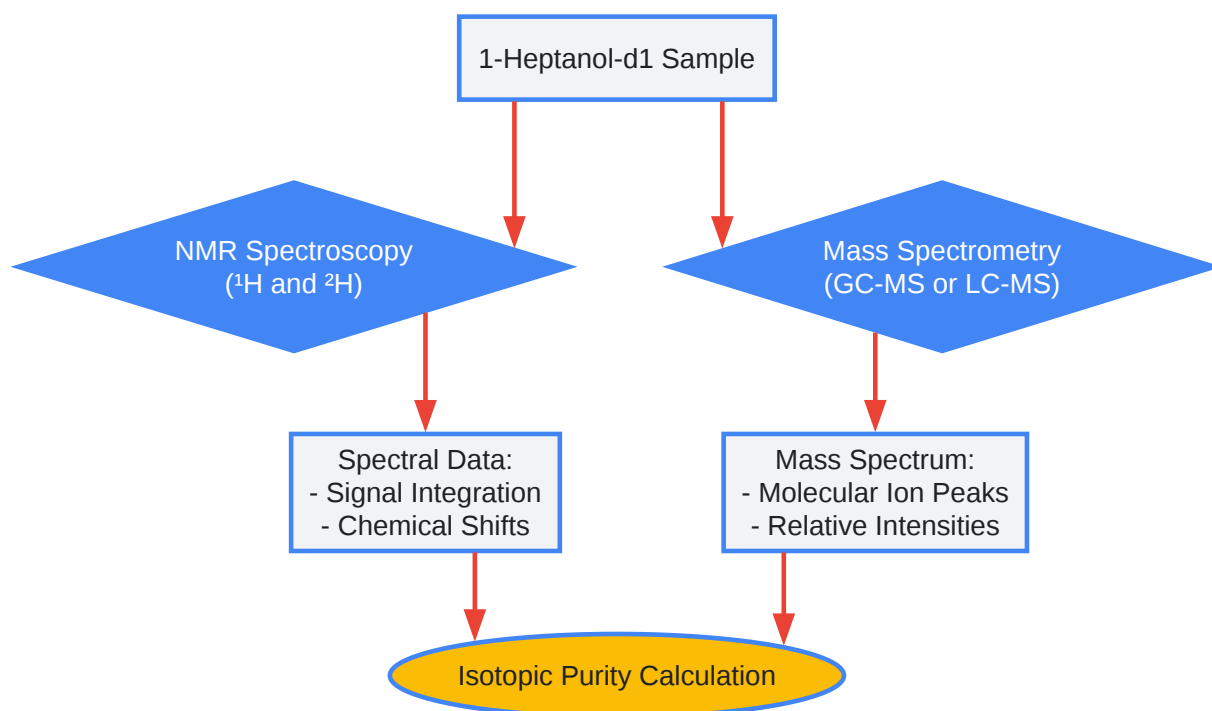 1-Heptanol-d1 Sample
NMR Spectroscopy
(¹H and ²H)
Mass Spectrometry
(GC-MS or LC-MS)
Spectral Data:
- Signal Integration
- Chemical Shifts
Mass Spectrum:
- Molecular Ion Peaks
- Relative Intensities
Isotopic Purity Calculation